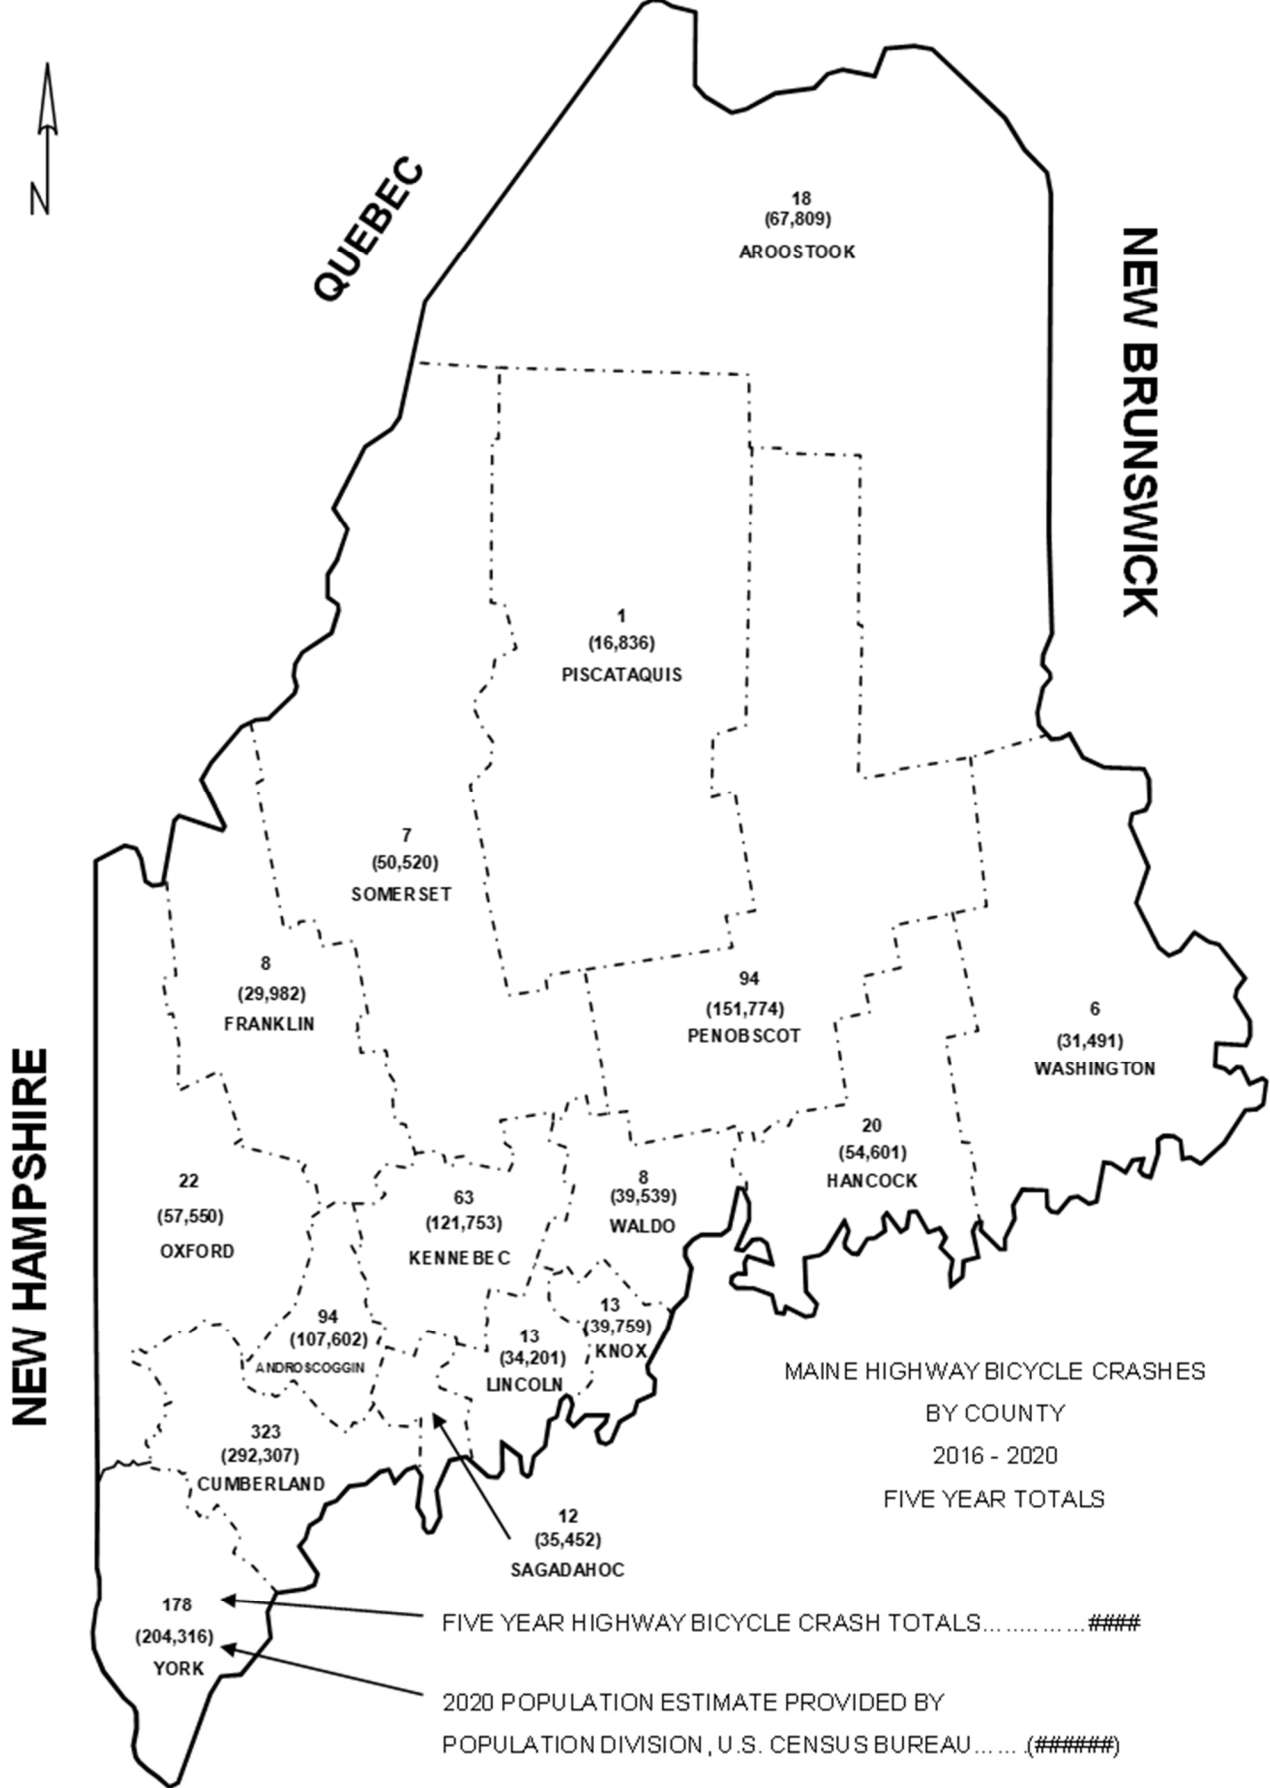 N
QUEBEC
NEW BRUNSWICK
NEW HAMPSHIRE
18
(67,809)
AROOSTOOK
1
(16,836)
PISCATAQUIS
7
(50,520)
SOMERSET
8
(29,982)
FRANKLIN
94
(151,774)
PENOBSCOT
6
(31,491)
WASHINGTON
20
(54,601)
HANCOCK
22
(57,550)
OXFORD
63
(121,753)
KENNEBEC
8
(39,539)
WALDO
94
(107,602)
ANDROSCOGGIN
13
(34,201)
LINCOLN
13
(39,759)
KNOX
323
(292,307)
CUMBERLAND
12
(35,452)
SAGADAHOC
178
(204,316)
YORK
MAINE HIGHWAY BICYCLE CRASHES
BY COUNTY
2016 - 2020
FIVE YEAR TOTALS
FIVE YEAR HIGHWAY BICYCLE CRASH TOTALS...............####
2020 POPULATION ESTIMATE PROVIDED BY
POPULATION DIVISION, U.S. CENSUS BUREAU.......(######)